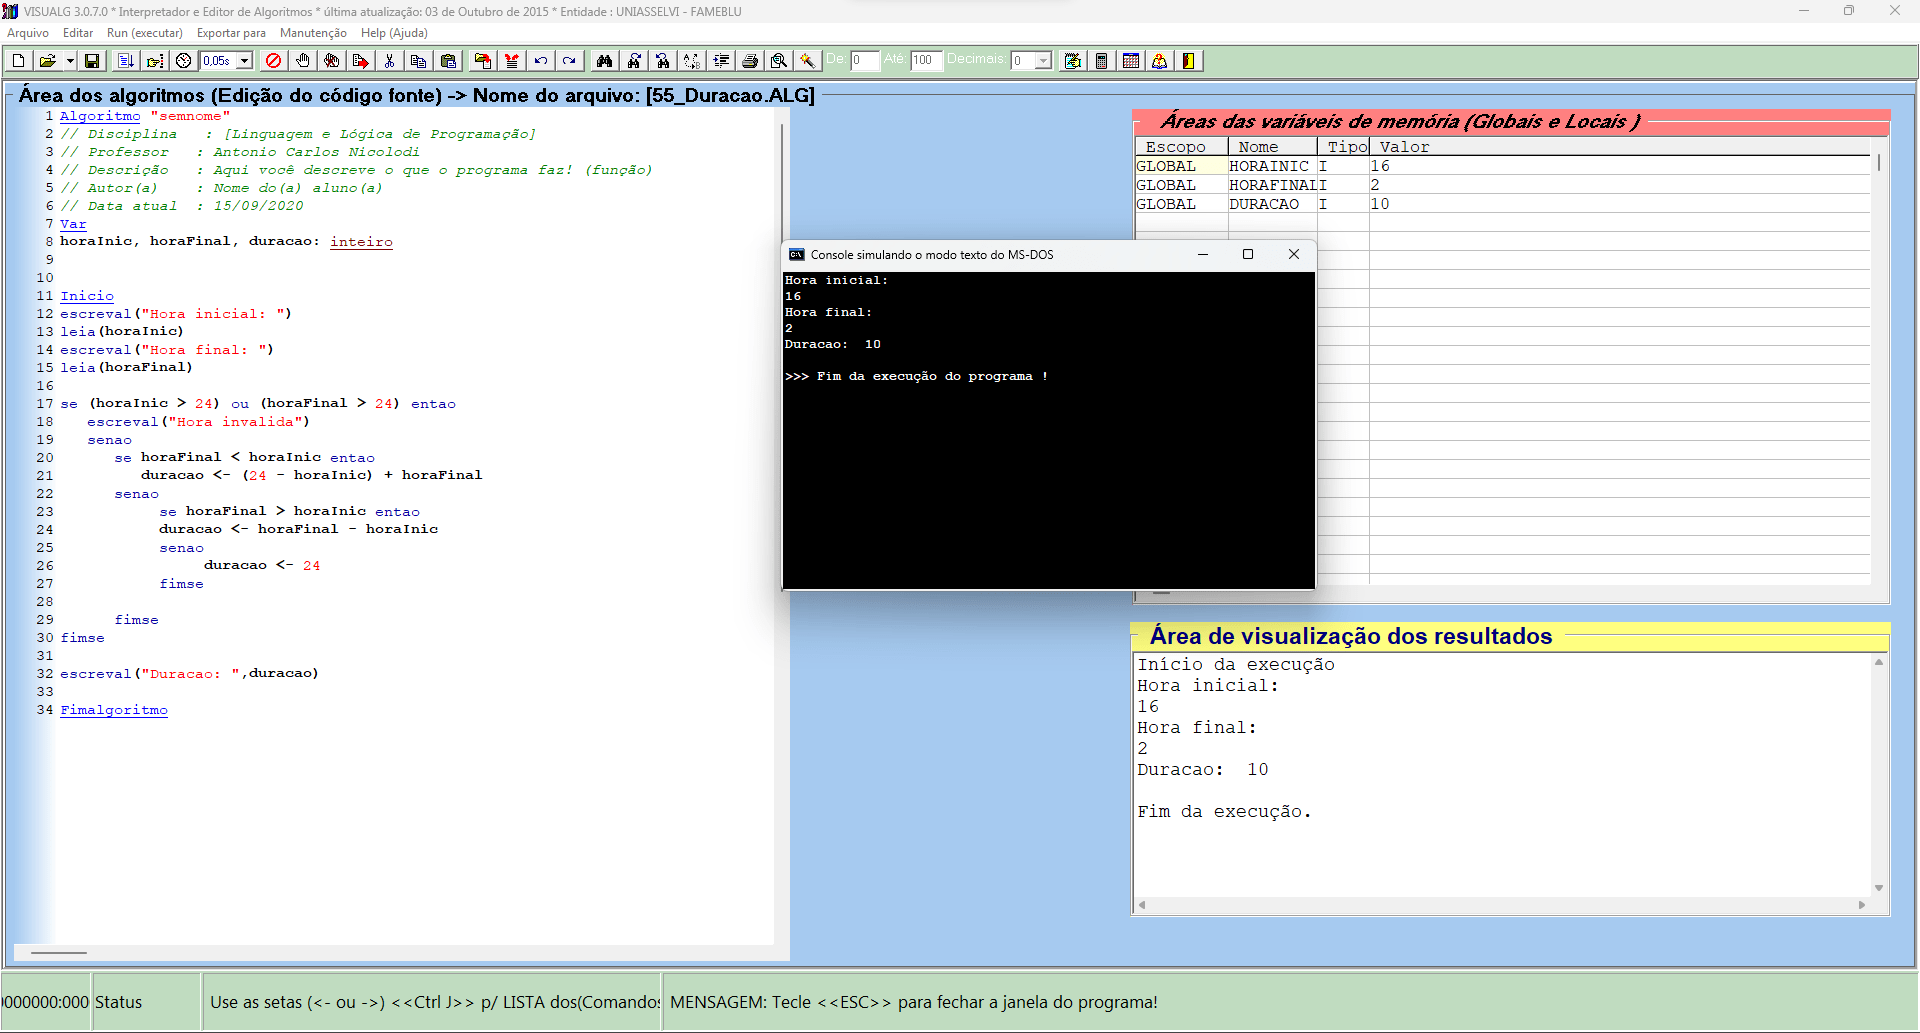 VISUALG 3.0.7.0 * Interpretador e Editor de Algoritmos * última atualização: 03 de Outubro de 2015 * Entidade : UNIASSELVI - FAMEBLU
Arquivo Editar Run (executar) Exportar para Manutenção Help (Ajuda)
0,05s De: 0 Até: 100 Decimais: 0
Área dos algoritmos (Edição do código fonte) -> Nome do arquivo: [55_Duracao.ALG]
1 Algoritmo "semnome"
2 // Disciplina : [Linguagem e Lógica de Programação]
3 // Professor : Antonio Carlos Nicolodi
4 // Descrição : Aqui você descreve o que o programa faz! (função)
5 // Autor(a) : Nome do(a) aluno(a)
6 // Data atual : 15/09/2020
7 Var
8 horaInic, horaFinal, duracao: inteiro
9
10
11 Inicio
12 escreval("Hora inicial: ")
13 leia(horaInic)
14 escreval("Hora final: ")
15 leia(horaFinal)
16
17 se (horaInic > 24) ou (horaFinal > 24) entao
18 escreval("Hora invalida")
19 senao
20 se horaFinal < horaInic entao
21 duracao <- (24 - horaInic) + horaFinal
22 senao
23 se horaFinal > horaInic entao
24 duracao <- horaFinal - horaInic
25 senao
26 duracao <- 24
27 fimse
28
29 fimse
30 fimse
31
32 escreval("Duracao: ",duracao)
33
34 Fimalgoritmo
Áreas das variáveis de memória (Globais e Locais )
Escopo Nome Tipo Valor
GLOBAL HORAINIC I 16
GLOBAL HORAFINAL I 2
GLOBAL DURACAO I 10
Console simulando o modo texto do MS-DOS
Hora inicial:
16
Hora final:
2
Duracao: 10
>>> Fim da execução do programa !
Área de visualização dos resultados
Início da execução
Hora inicial:
16
Hora final:
2
Duracao: 10
Fim da execução.
0000000:000 Status Use as setas (<- ou ->) <<Ctrl J>> p/ LISTA dos(Comandos MENSAGEM: Tecle <<ESC>> para fechar a janela do programa!